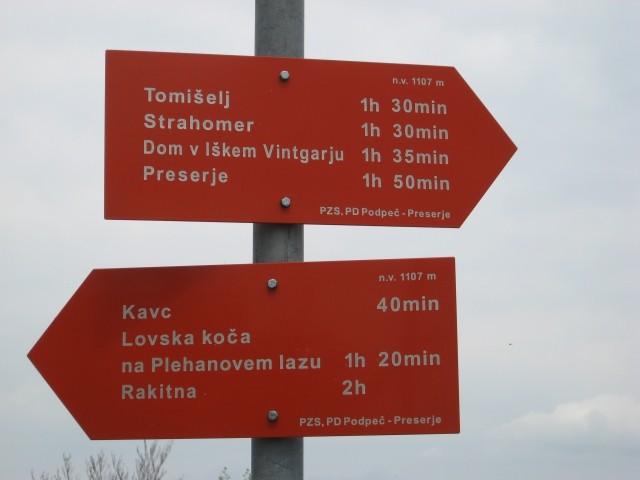 n.v. 1107 m
Tomišelj 1h 30min
Strahomer 1h 30min
Dom v Iškem Vintgarju 1h 35min
Preserje 1h 50min
PZS, PD Podpeč - Preserje
n.v. 1107 m
Kavc 40min
Lovska koča
na Plehanovem lazu 1h 20min
Rakitna 2h
PZS, PD Podpeč - Preserje